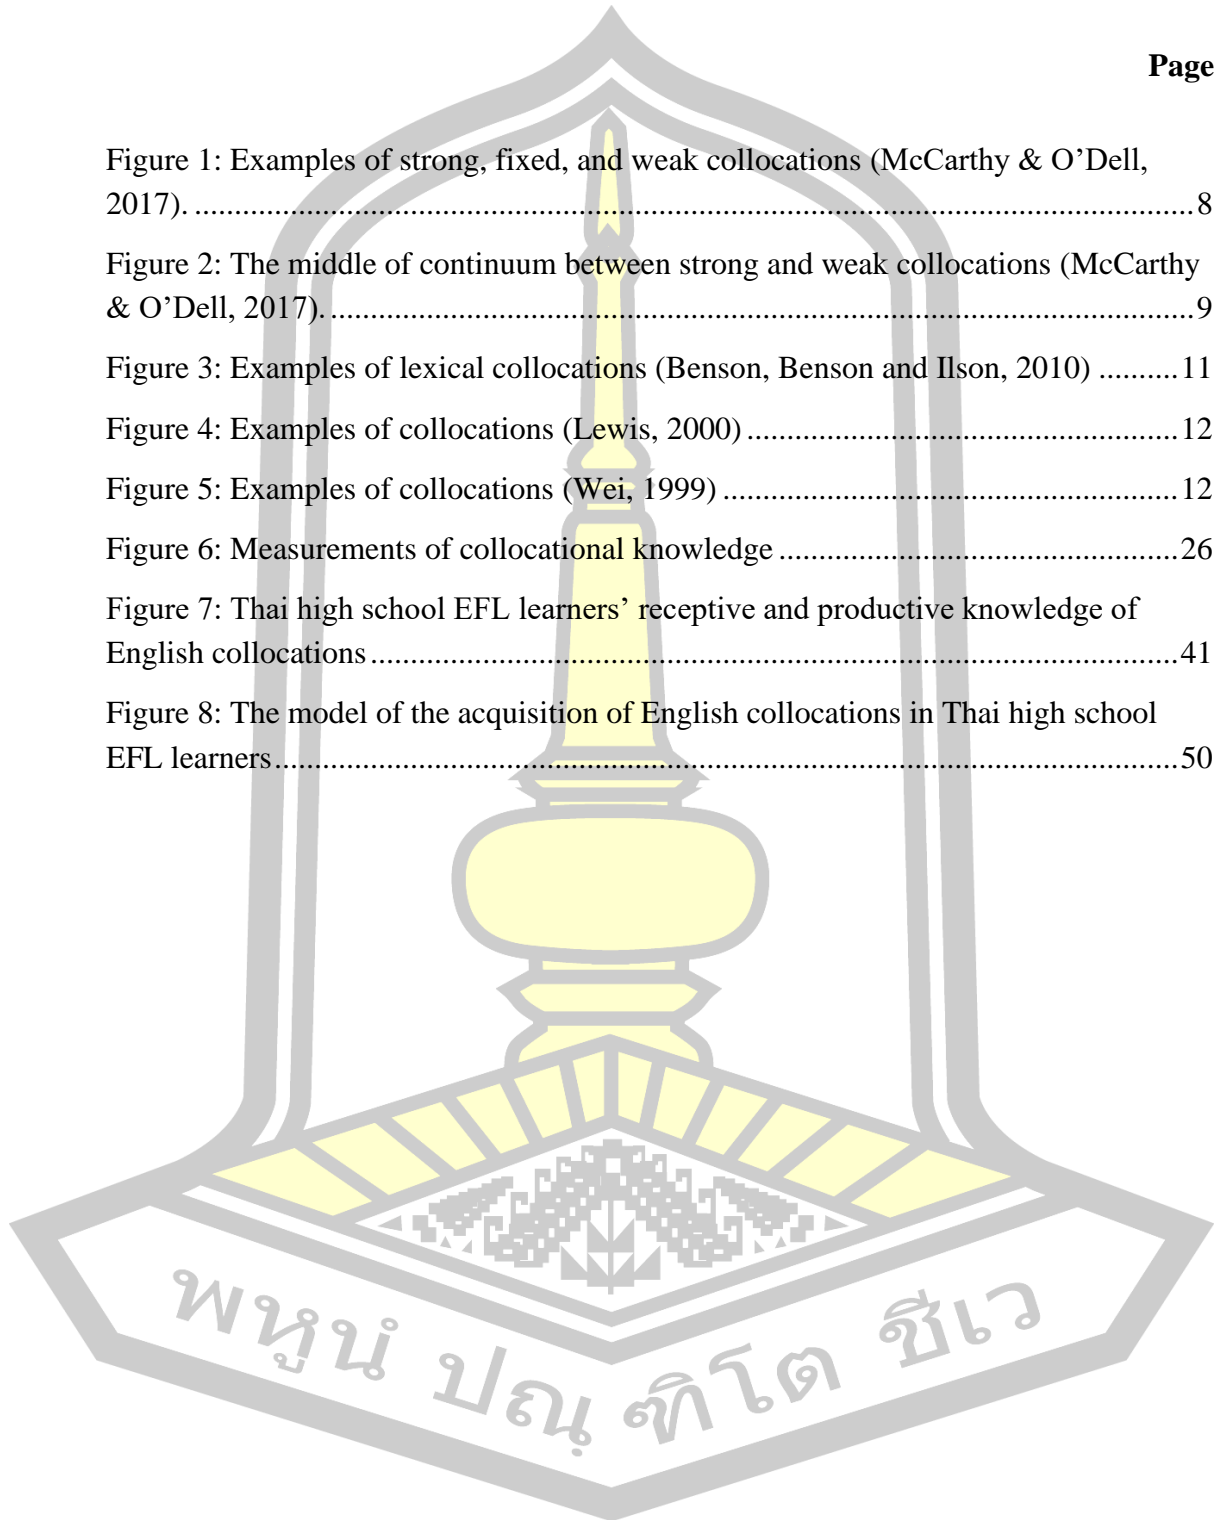 Page
Figure 1: Examples of strong, fixed, and weak collocations (McCarthy & O’Dell,
2017). ........................................................................................................................8
Figure 2: The middle of continuum between strong and weak collocations (McCarthy
& O’Dell, 2017). ........................................................................................................9
Figure 3: Examples of lexical collocations (Benson, Benson and Ilson, 2010) ..........11
Figure 4: Examples of collocations (Lewis, 2000) ....................................................12
Figure 5: Examples of collocations (Wei, 1999) .......................................................12
Figure 6: Measurements of collocational knowledge ................................................26
Figure 7: Thai high school EFL learners’ receptive and productive knowledge of
English collocations .................................................................................................41
Figure 8: The model of the acquisition of English collocations in Thai high school
EFL learners .............................................................................................................50
พหูนํ ปณฺฑิโต ชีเว